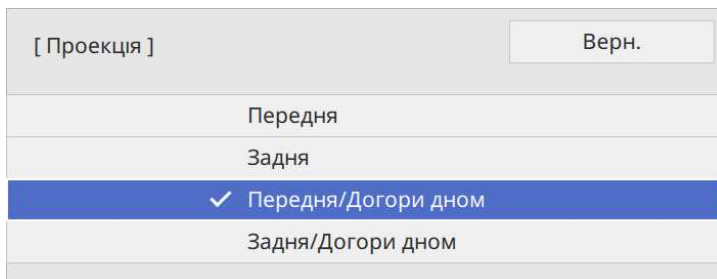 [ Проекція ]
Верн.
Передня
Задня
Передня/Догори дном
Задня/Догори дном